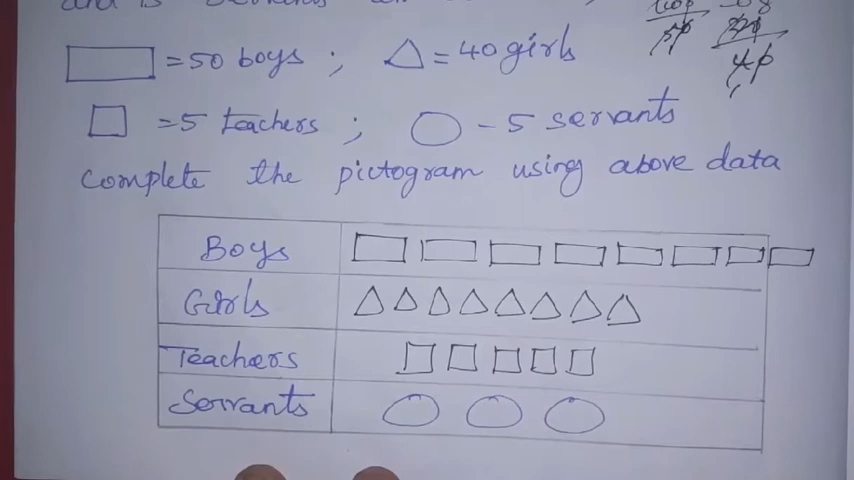 = 50 boys ; = 40 girls
= 5 teachers ; - 5 servants
Complete the pictogram using above data
Boys
Girls
Teachers
Servants